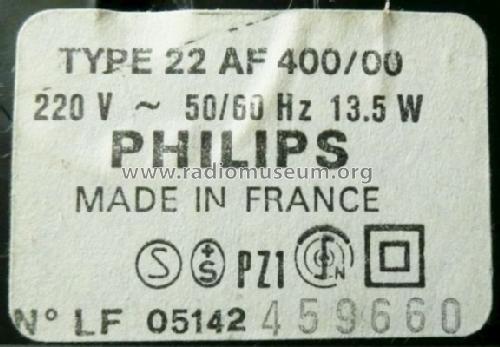 TYPE 22 AF 400/00
220 V ~ 50/60 Hz 13.5 W
PHILIPS
www.radiomuseum.org
MADE IN FRANCE
S +S PZ1 N
N° LF 05142 459660